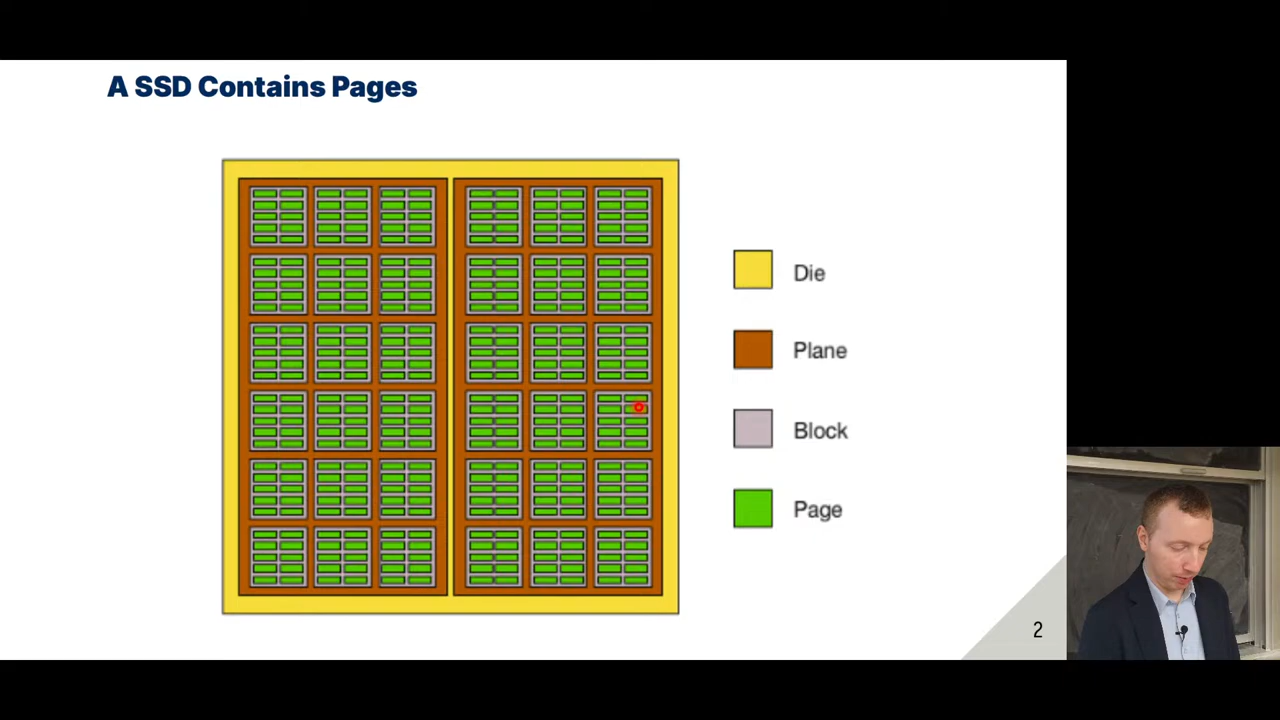 A SSD Contains Pages
Die
Plane
Block
Page
2